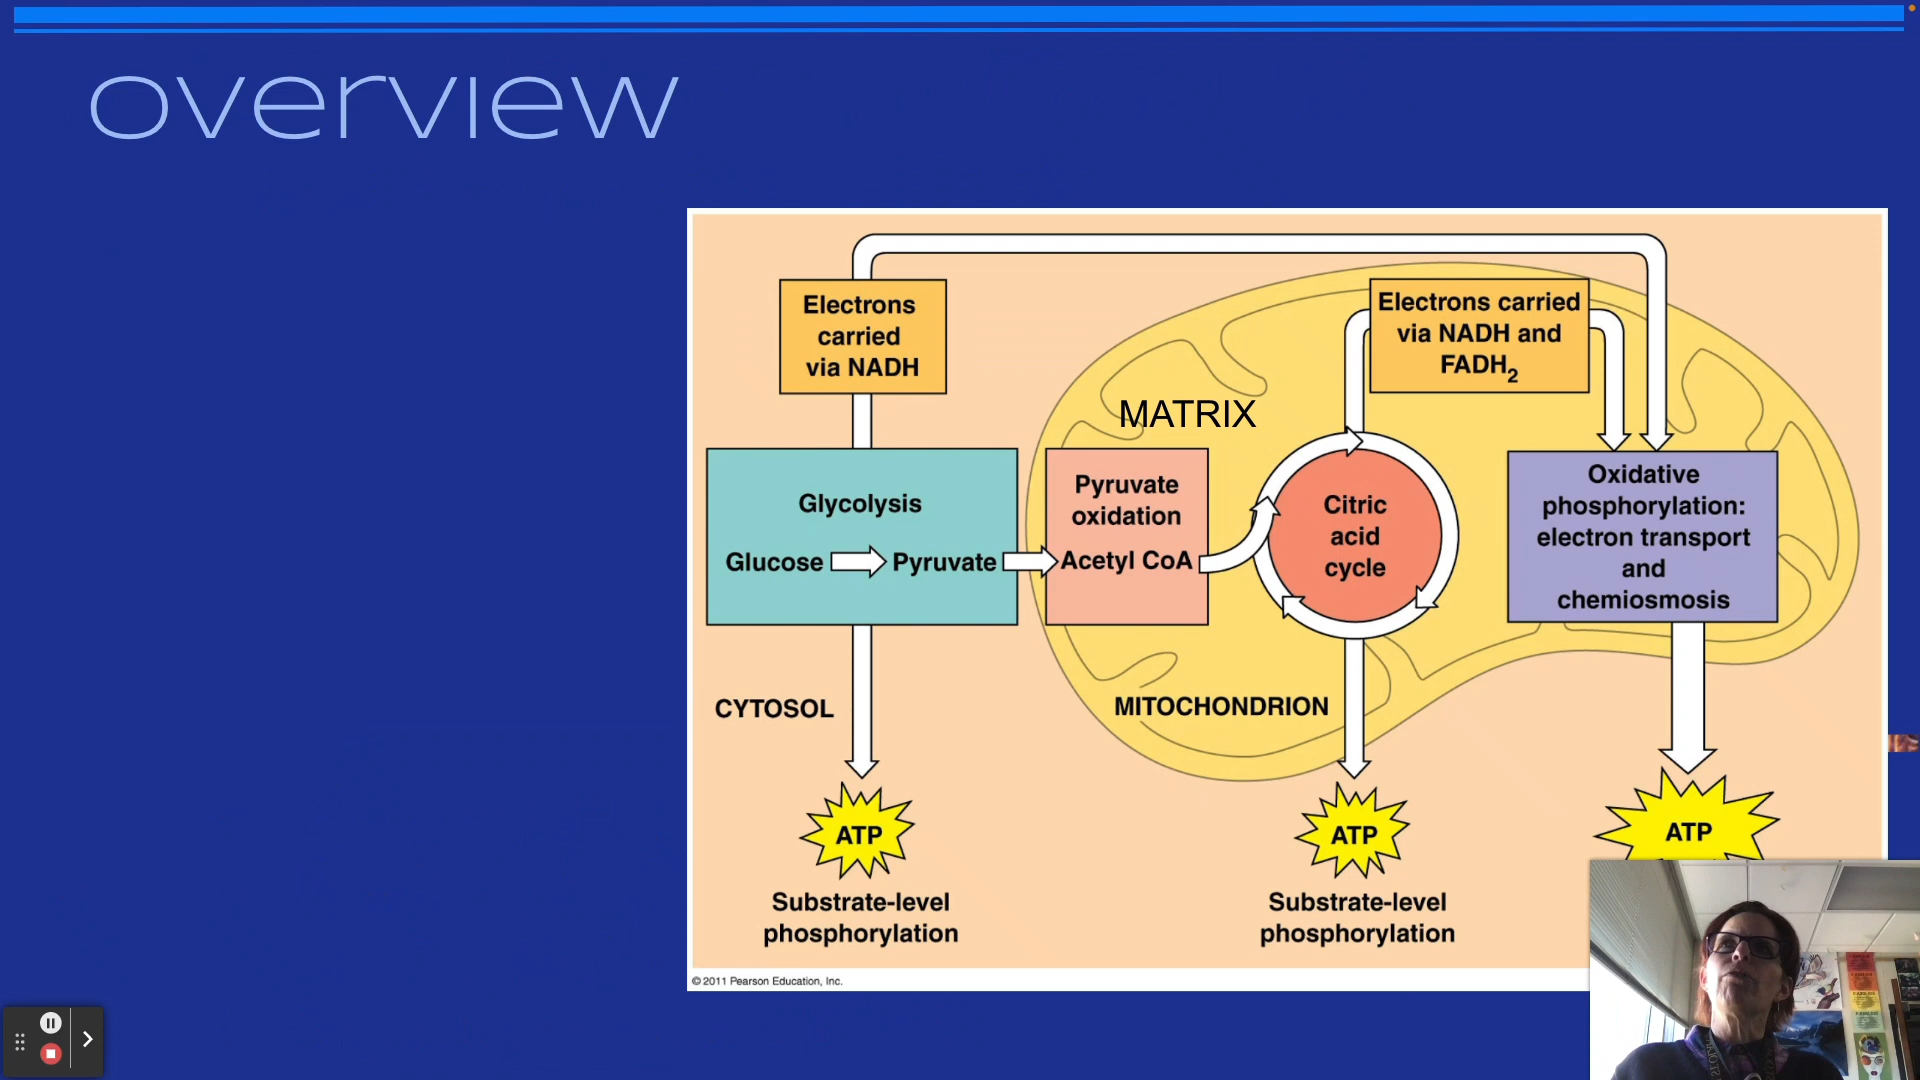 overview
Electrons
carried
via NADH
Electrons carried
via NADH and
FADH2
MATRIX
Glycolysis
Glucose
Pyruvate
Pyruvate
oxidation
Acetyl CoA
Citric
acid
cycle
Oxidative
phosphorylation:
electron transport
and
chemiosmosis
CYTOSOL
MITOCHONDRION
ATP
ATP
ATP
Substrate-level
phosphorylation
Substrate-level
phosphorylation
© 2011 Pearson Education, Inc.